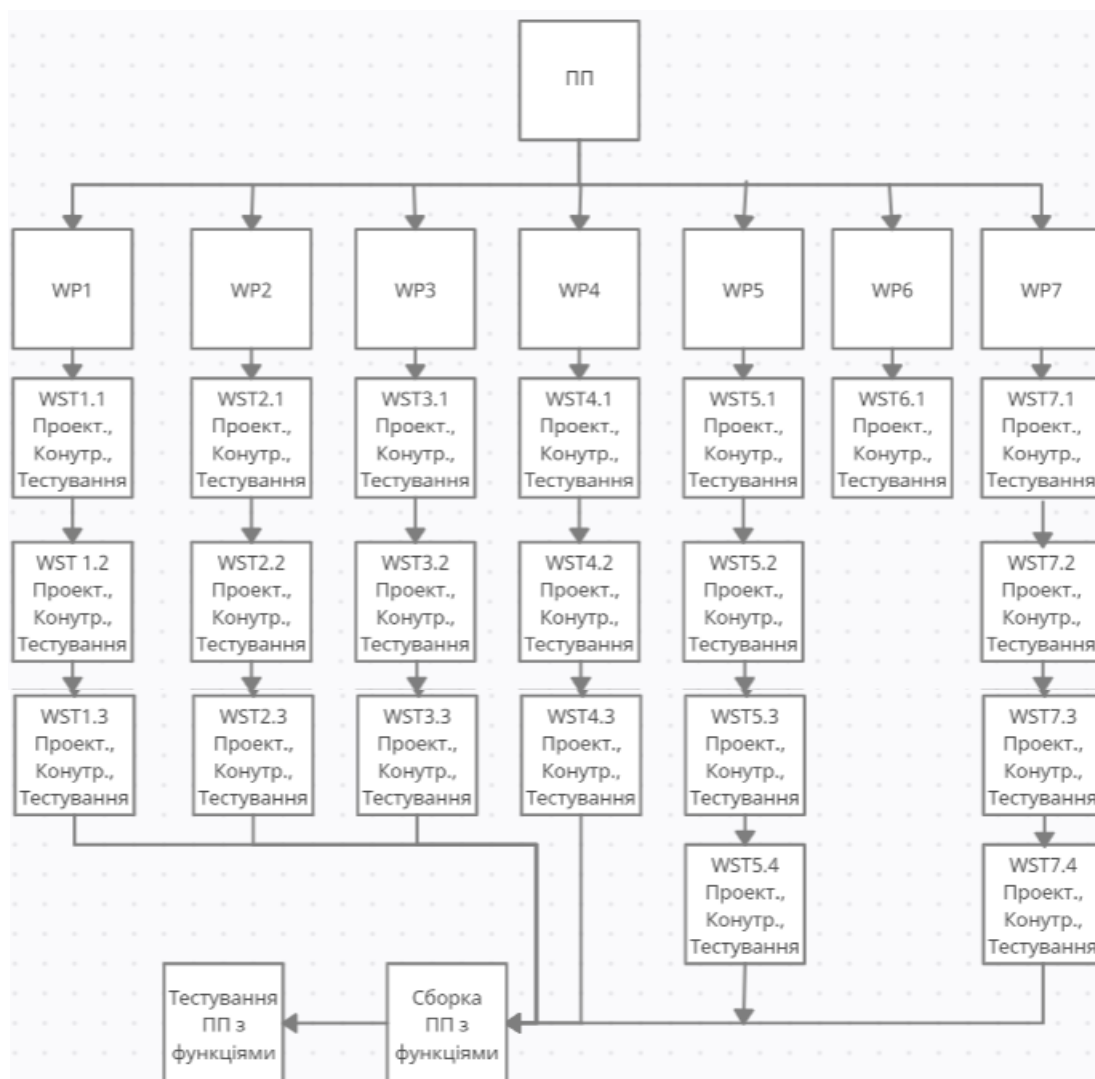 ПП
WP1
WP2
WP3
WP4
WP5
WP6
WP7
WST1.1
Проект.,
Конутр.,
Тестування
WST2.1
Проект.,
Конутр.,
Тестування
WST3.1
Проект.,
Конутр.,
Тестування
WST4.1
Проект.,
Конутр.,
Тестування
WST5.1
Проект.,
Конутр.,
Тестування
WST6.1
Проект.,
Конутр.,
Тестування
WST7.1
Проект.,
Конутр.,
Тестування
WST 1.2
Проект.,
Конутр.,
Тестування
WST2.2
Проект.,
Конутр.,
Тестування
WST3.2
Проект.,
Конутр.,
Тестування
WST4.2
Проект.,
Конутр.,
Тестування
WST5.2
Проект.,
Конутр.,
Тестування
WST7.2
Проект.,
Конутр.,
Тестування
WST1.3
Проект.,
Конутр.,
Тестування
WST2.3
Проект.,
Конутр.,
Тестування
WST3.3
Проект.,
Конутр.,
Тестування
WST4.3
Проект.,
Конутр.,
Тестування
WST5.3
Проект.,
Конутр.,
Тестування
WST7.3
Проект.,
Конутр.,
Тестування
WST5.4
Проект.,
Конутр.,
Тестування
WST7.4
Проект.,
Конутр.,
Тестування
Тестування
ПП з
функціями
Сборка
ПП з
функціями